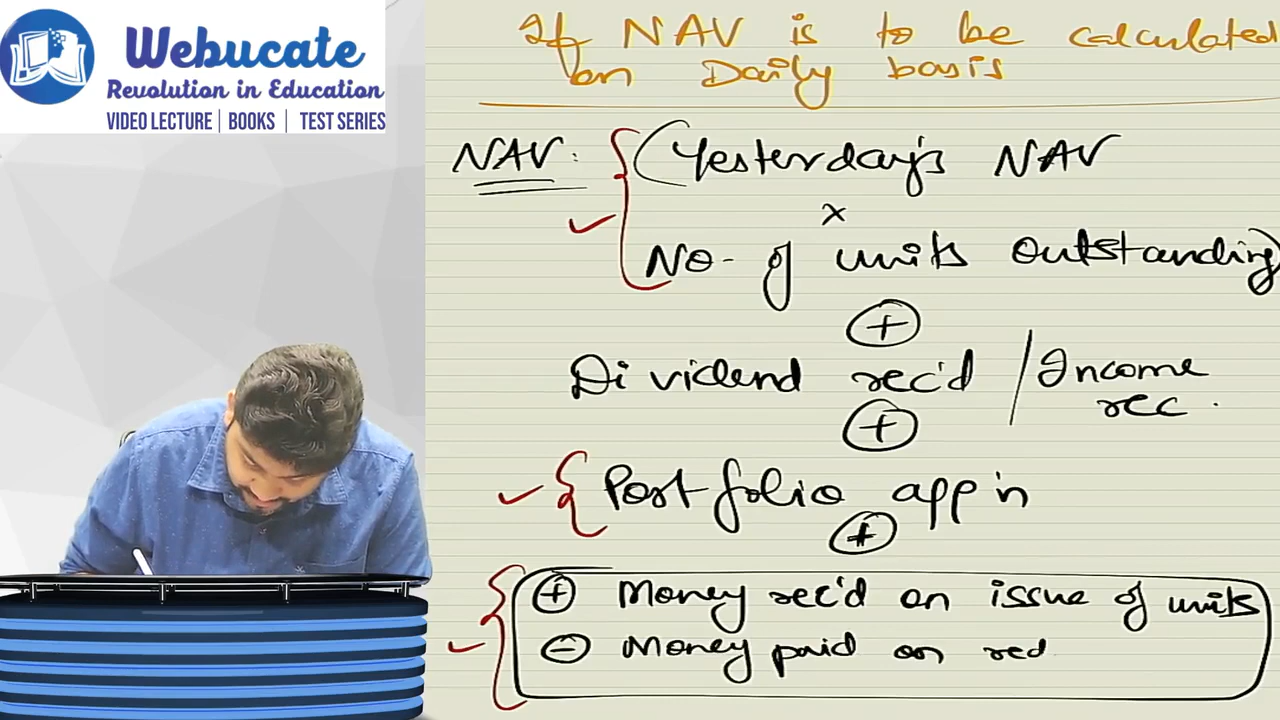 Webucate
Revolution in Education
VIDEO LECTURE | BOOKS | TEST SERIES
If NAV is to be calculated
on Daily basis
NAV: (Yesterday's NAV
×
No. of units outstanding)
+
Dividend rec'd / Income
rec.
+
Portfolio app'n
+
+ Money rec'd on issue of units
- Money paid on red